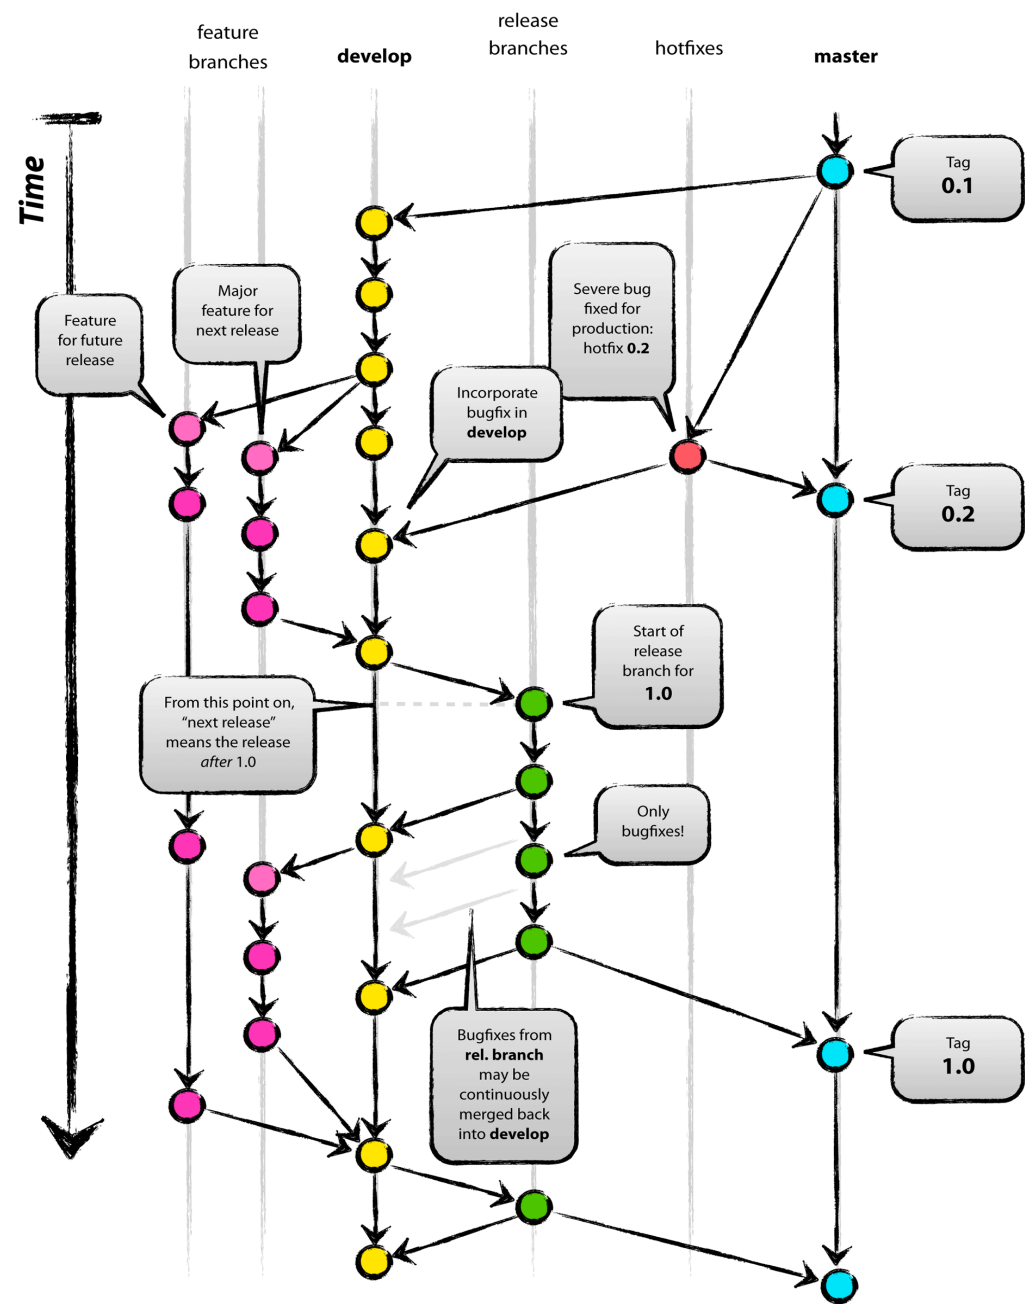 feature
branches
develop
release
branches
hotfixes
master
Time
Tag
0.1
Severe bug
fixed for
production:
hotfix 0.2
Major
feature for
next release
Feature
for future
release
Incorporate
bugfix in
develop
Tag
0.2
Start of
release
branch for
1.0
From this point on,
“next release”
means the release
after 1.0
Only
bugfixes!
Bugfixes from
rel. branch
may be
continuously
merged back
into develop
Tag
1.0